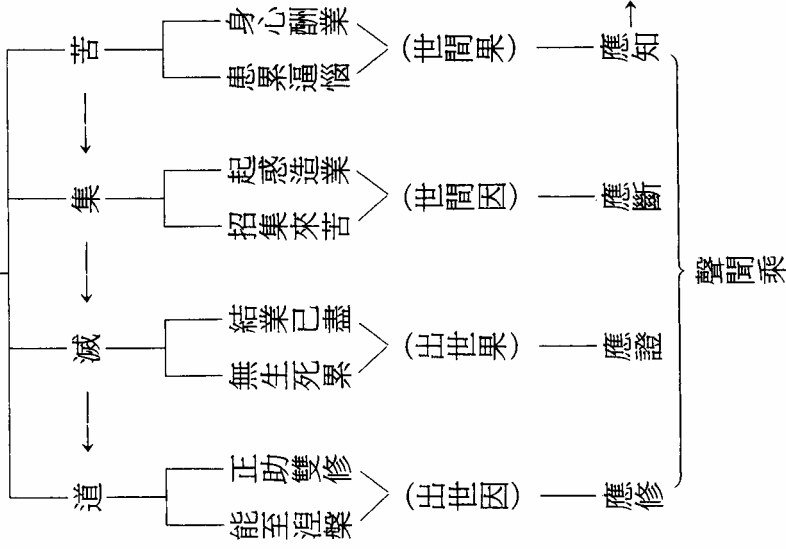 苦
身心酬業
患累逼惱
(世間果)
應知
集
起惑造業
招集來苦
(世間因)
應斷
滅
結業已盡
無生死累
(出世果)
應證
道
正助雙修
能至涅槃
(出世因)
應修
聲聞乘